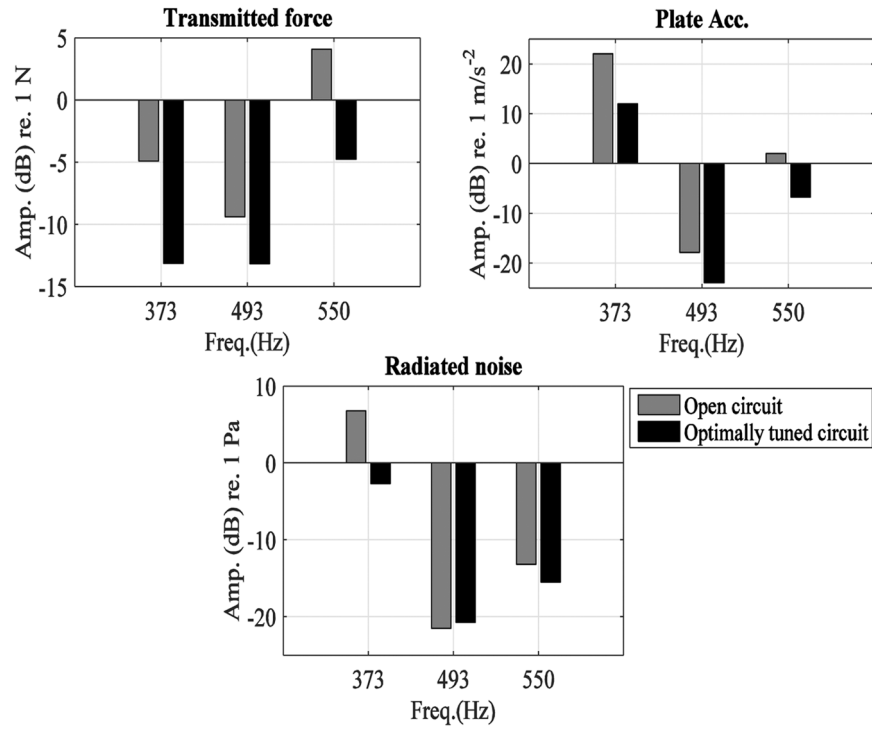 Transmitted force
Amp. (dB) re. 1 N
5
0
-5
-10
-15
373 493 550
Freq.(Hz)
Plate Acc.
Amp. (dB) re. 1 m/s⁻²
20
10
0
-10
-20
373 493 550
Freq.(Hz)
Radiated noise
Amp. (dB) re. 1 Pa
10
0
-10
-20
373 493 550
Freq.(Hz)
Open circuit
Optimally tuned circuit